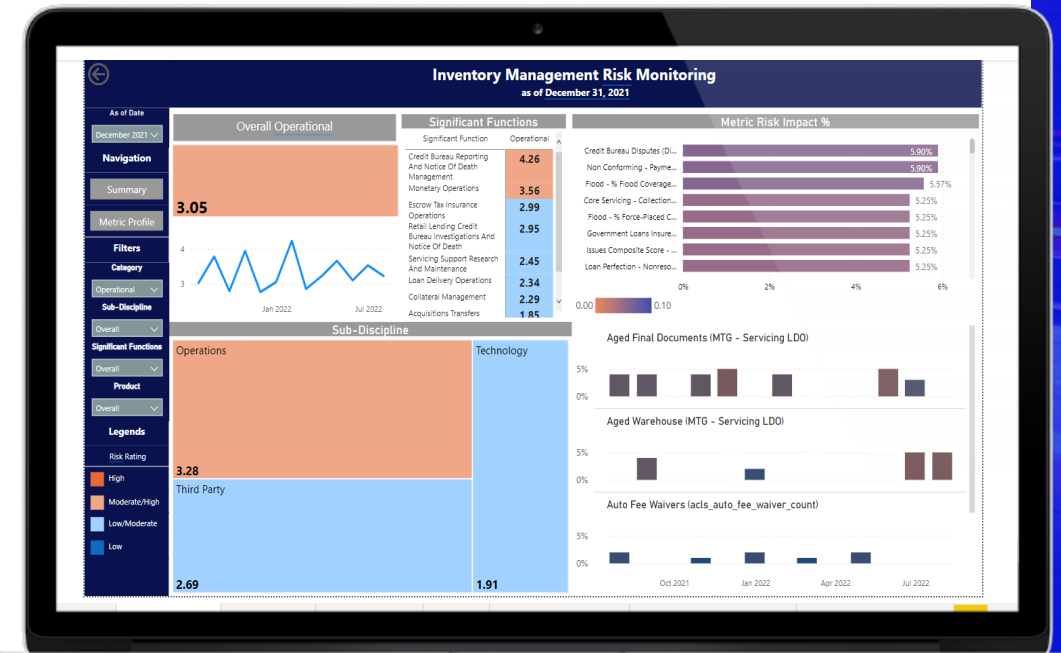 Inventory Management Risk Monitoring
as of December 31, 2021
As of Date
December 2021
Navigation
Summary
Metric Profile
Filters
Category
Operational
Sub-Discipline
Overall
Significant Functions
Overall
Product
Overall
Legends
Risk Rating
High
Moderate/High
Low/Moderate
Low
Overall Operational
3.05
4
3
Jan 2022
Jul 2022
Significant Functions
Significant Function Operational
Credit Bureau Reporting
And Notice Of Death
Management
4.26
Monetary Operations 3.56
Escrow Tax Insurance
Operations
2.99
Retail Lending Credit
Bureau Investigations And
Notice Of Death
2.95
Servicing Support Research
And Maintenance
2.45
Loan Delivery Operations 2.34
Collateral Management 2.29
Acquisitions Transfers 1.85
Metric Risk Impact %
Credit Bureau Disputes (DI... 5.90%
Non Conforming - Payme... 5.90%
Flood - % Flood Coverage... 5.57%
Core Servicing - Collection... 5.25%
Flood - % Force-Placed C... 5.25%
Government Loans Insure... 5.25%
Issues Composite Score - ... 5.25%
Loan Perfection - Nonreso... 5.25%
0% 2% 4% 6%
0.00 0.10
Sub-Discipline
Operations
3.28
Technology
1.91
Third Party
2.69
Aged Final Documents (MTG - Servicing LDO)
5%
0%
Aged Warehouse (MTG - Servicing LDO)
5%
0%
Auto Fee Waivers (acls_auto_fee_waiver_count)
5%
0%
Oct 2021 Jan 2022 Apr 2022 Jul 2022